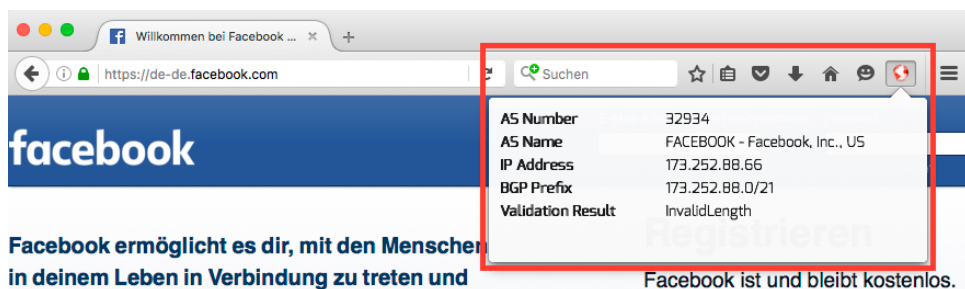 Willkommen bei Facebook ...
https://de-de.facebook.com
Suchen
facebook
AS Number 32934
AS Name FACEBOOK - Facebook, Inc., US
IP Address 173.252.88.66
BGP Prefix 173.252.88.0/21
Validation Result InvalidLength
Registrieren
Facebook ermöglicht es dir, mit den Menschen
in deinem Leben in Verbindung zu treten und
Facebook ist und bleibt kostenlos.